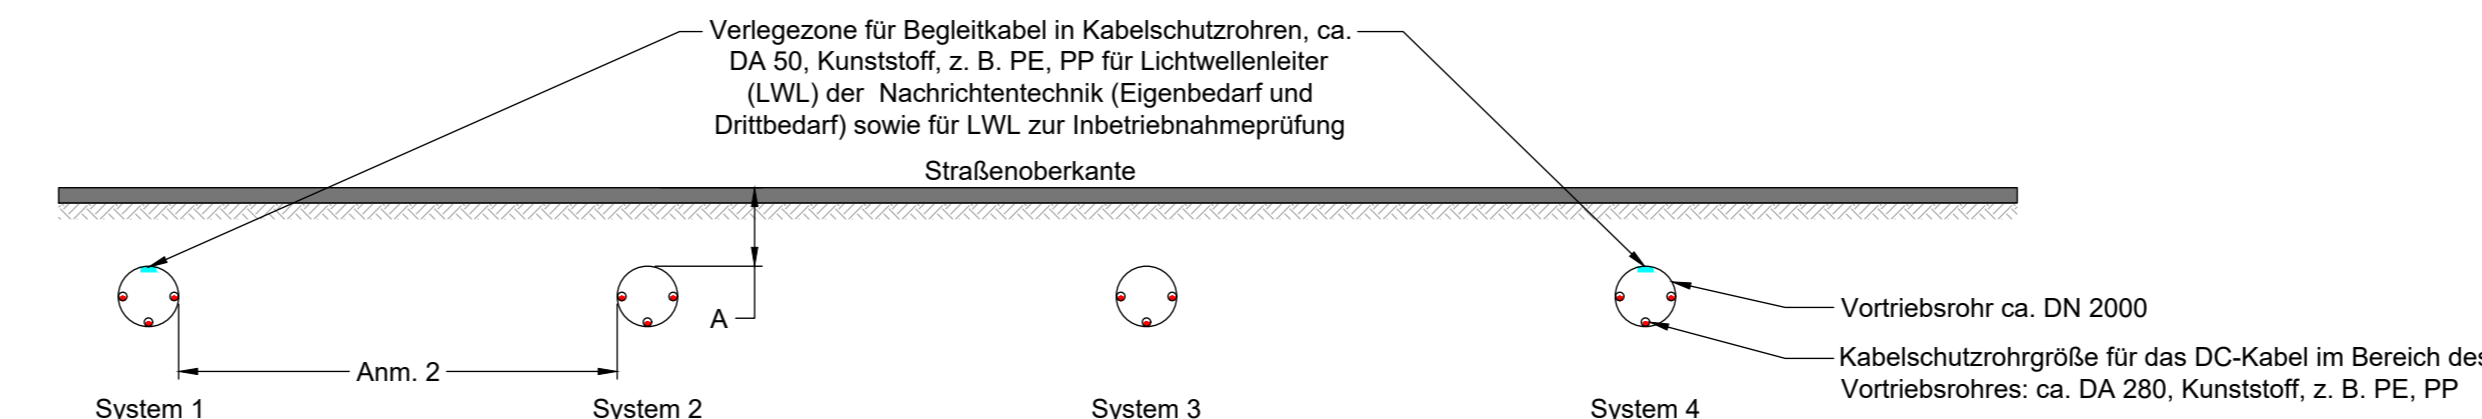 Verlegezone für Begleitkabel in Kabelschutzrohren, ca.
DA 50, Kunststoff, z. B. PE, PP für Lichtwellenleiter
(LWL) der Nachrichtentechnik (Eigenbedarf und
Drittbedarf) sowie für LWL zur Inbetriebnahmeprüfung
Straßenoberkante
A
Vortriebsrohr ca. DN 2000
Kabelschutzrohrgröße für das DC-Kabel im Bereich des
Vortriebsrohres: ca. DA 280, Kunststoff, z. B. PE, PP
Anm. 2
System 1
System 2
System 3
System 4